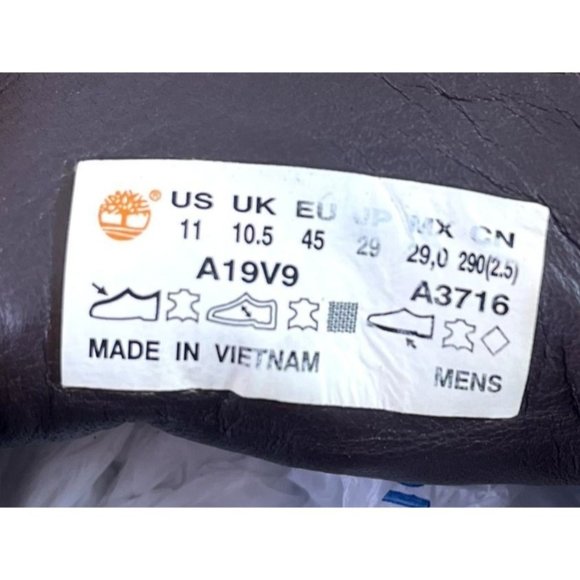 ® US UK EU JP MX CN
11 10.5 45 29 29,0 290(2.5)
A19V9 A3716
MADE IN VIETNAM
MENS